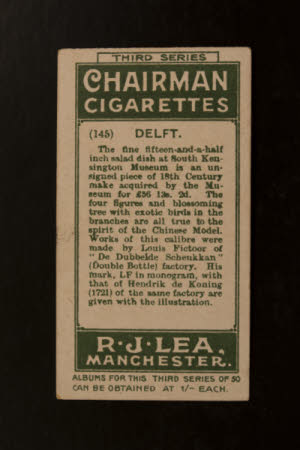 THIRD SERIES
CHAIRMAN
CIGARETTES
(145) DELFT.
The fine fifteen-and-a-half
inch salad dish at South Ken-
sington Museum is an un-
signed piece of 18th Century
make acquired by the Mu-
seum for £56 13s. 2d. The
four figures and blossoming
tree with exotic birds in the
branches are all true to the
spirit of the Chinese Model.
Works of this calibre were
made by Louis Fictoor of
"De Dubbelde Schenkkan"
(Double Bottle) factory. His
mark, LF in monogram, with
that of Hendrik de Koning
(1721) of the same factory are
given with the illustration.
R·J·LEA,
MANCHESTER.
ALBUMS FOR THIS THIRD SERIES OF 50
CAN BE OBTAINED AT 1/- EACH.